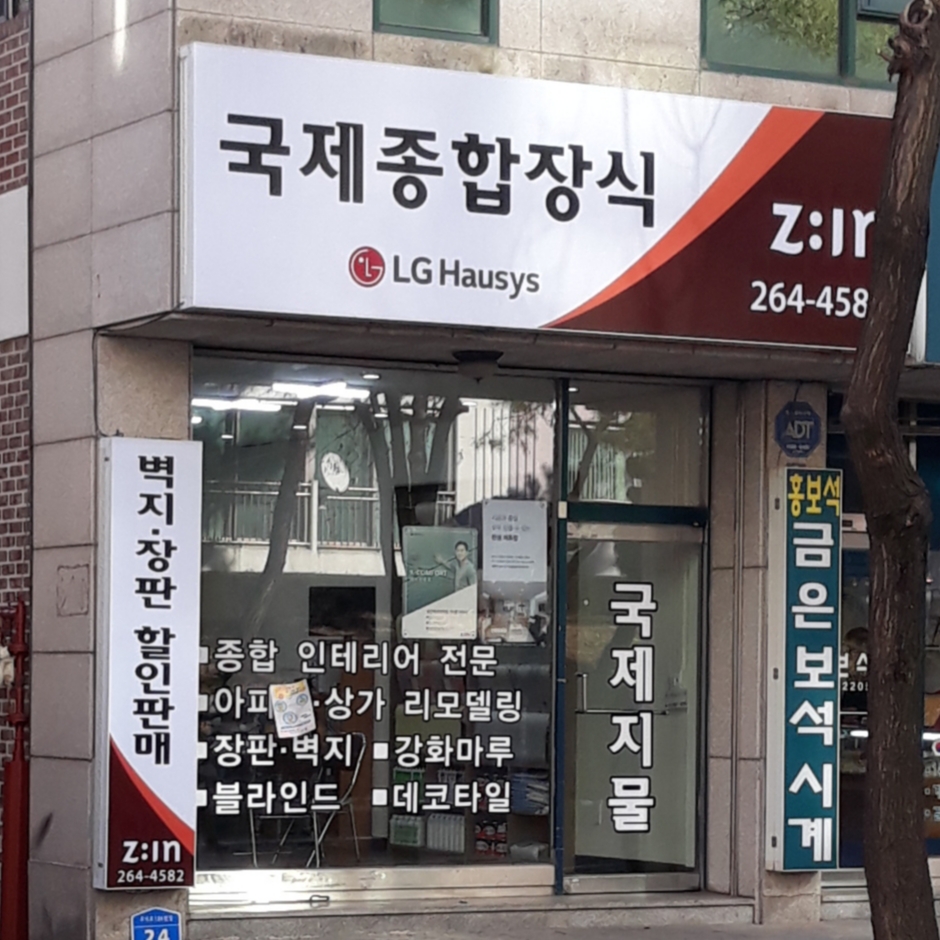 국제종합장식
LG Hausys
z:in
264-458
벽지·장판 할인판매
z:in
264-4582
종합 인테리어 전문
아파 ·상가 리모델링
장판·벽지 ■강화마루
■블라인드 ■데코타일
국제지물
ADT
홍보석
금은보석시계
24